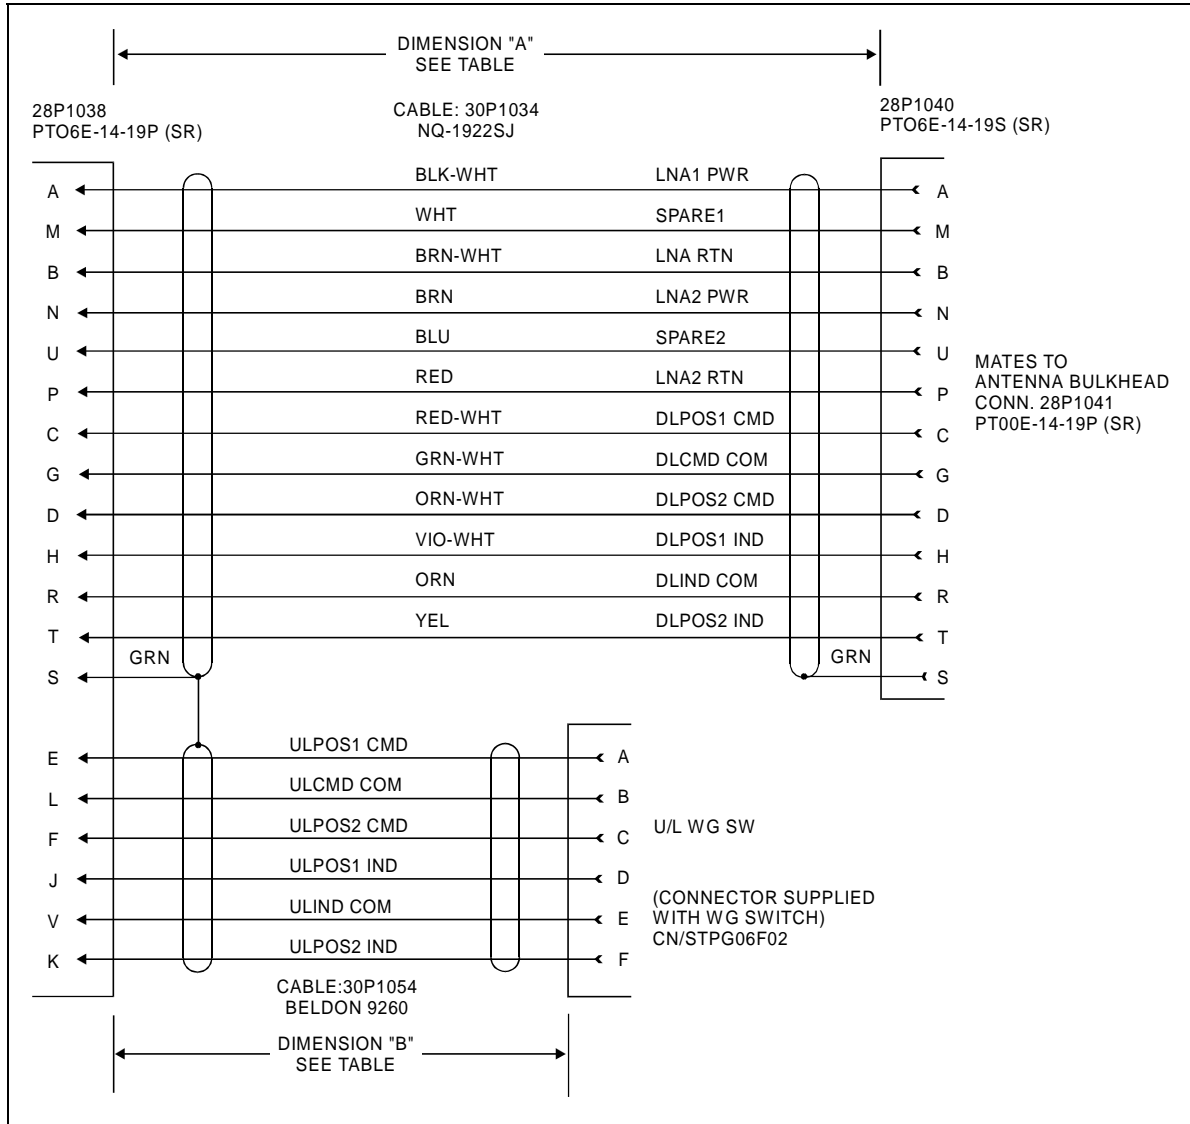 DIMENSION "A"
SEE TABLE
28P1038
PTO6E-14-19P (SR)
CABLE: 30P1034
NQ-1922SJ
28P1040
PTO6E-14-19S (SR)
A BLK-WHT LNA1 PWR A
M WHT SPARE1 M
B BRN-WHT LNA RTN B
N BRN LNA2 PWR N
U BLU SPARE2 U
P RED LNA2 RTN P
C RED-WHT DLPOS1 CMD C
G GRN-WHT DLCMD COM G
D ORN-WHT DLPOS2 CMD D
H VIO-WHT DLPOS1 IND H
R ORN DLIND COM R
T YEL DLPOS2 IND T
S GRN GRN S
MATES TO
ANTENNA BULKHEAD
CONN. 28P1041
PT00E-14-19P (SR)
E ULPOS1 CMD A
L ULCMD COM B
F ULPOS2 CMD C
J ULPOS1 IND D
V ULIND COM E
K ULPOS2 IND F
U/L WG SW
(CONNECTOR SUPPLIED
WITH WG SWITCH)
CN/STPG06F02
CABLE:30P1054
BELDON 9260
DIMENSION "B"
SEE TABLE